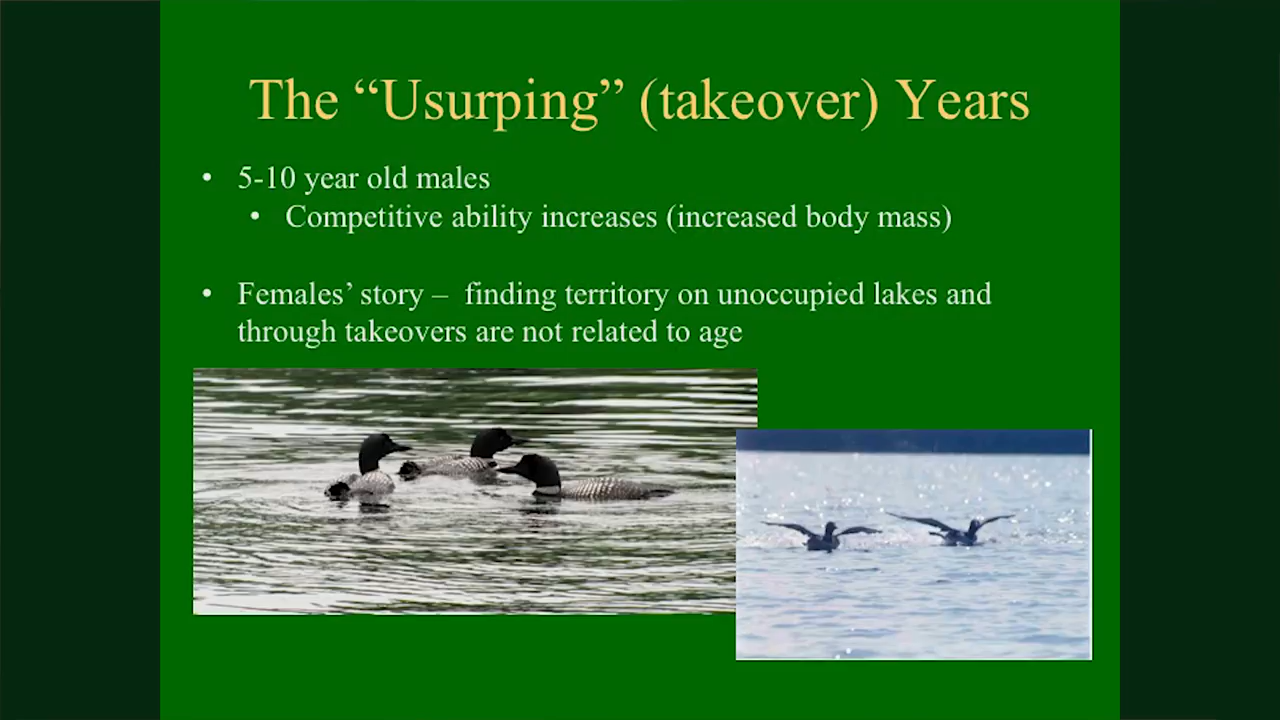 The “Usurping” (takeover) Years
• 5-10 year old males
• Competitive ability increases (increased body mass)
• Females’ story – finding territory on unoccupied lakes and
through takeovers are not related to age